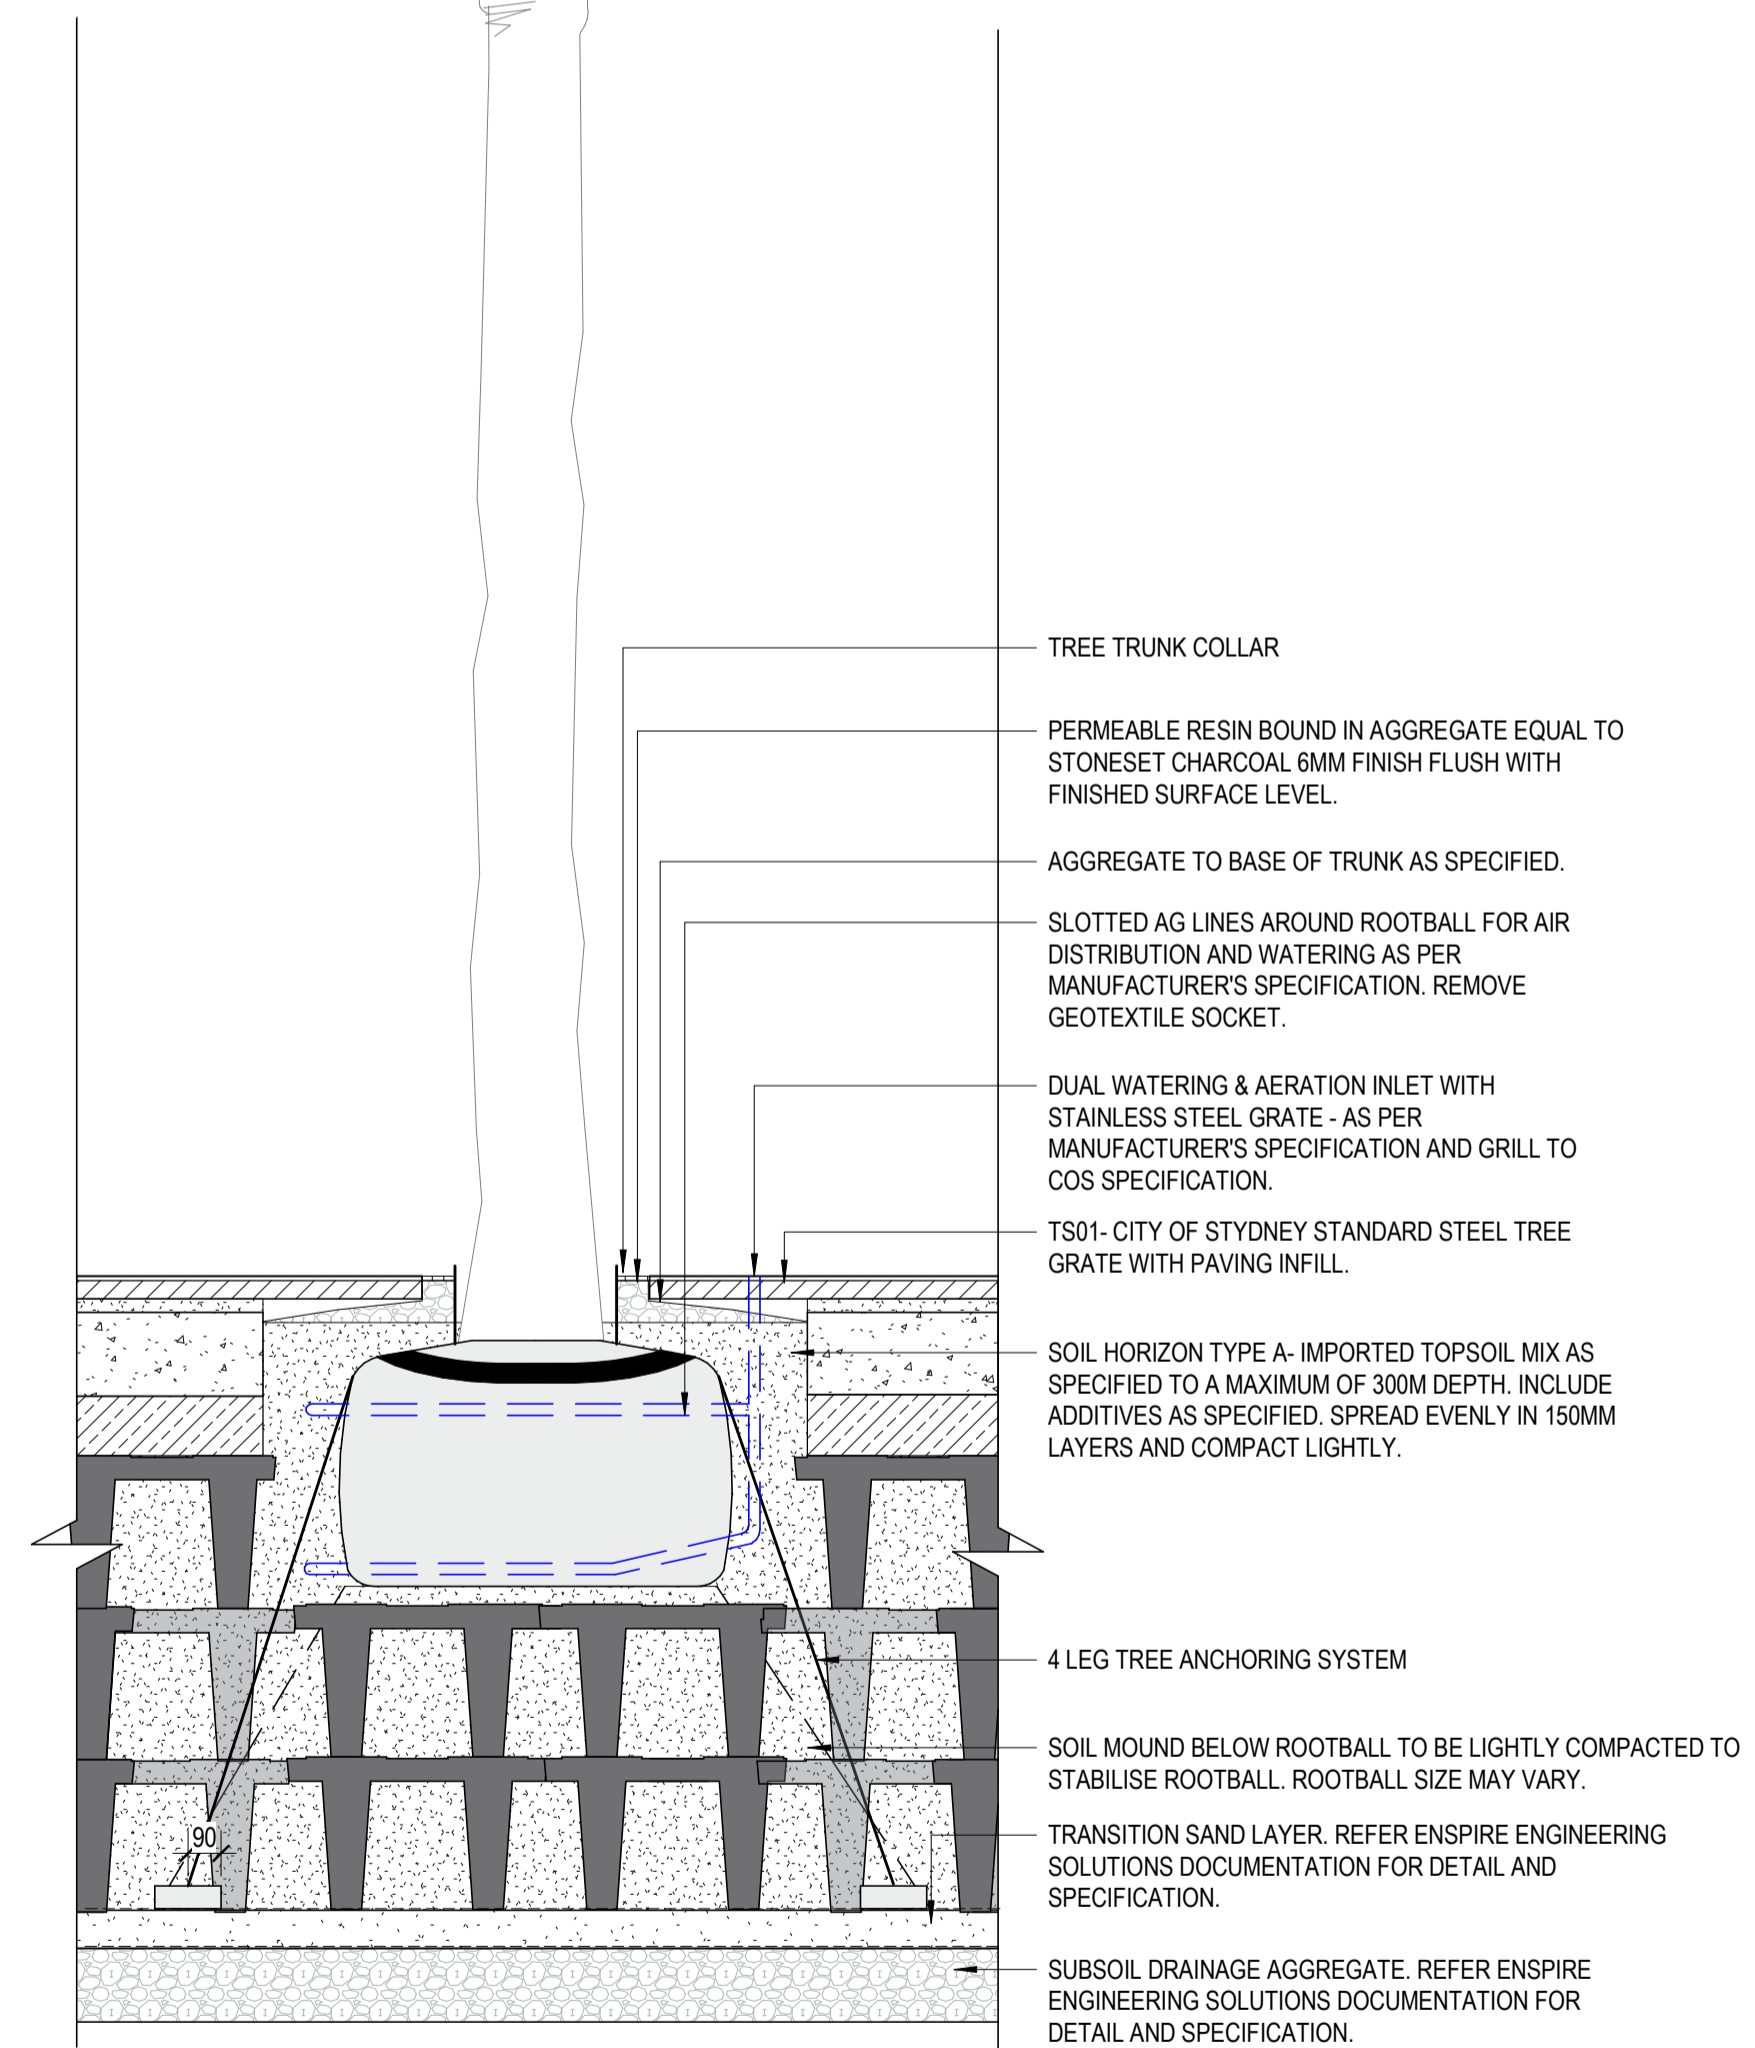 TREE TRUNK COLLAR
PERMEABLE RESIN BOUND IN AGGREGATE EQUAL TO
STONESET CHARCOAL 6MM FINISH FLUSH WITH
FINISHED SURFACE LEVEL.
AGGREGATE TO BASE OF TRUNK AS SPECIFIED.
SLOTTED AG LINES AROUND ROOTBALL FOR AIR
DISTRIBUTION AND WATERING AS PER
MANUFACTURER'S SPECIFICATION. REMOVE
GEOTEXTILE SOCKET.
DUAL WATERING & AERATION INLET WITH
STAINLESS STEEL GRATE - AS PER
MANUFACTURER'S SPECIFICATION AND GRILL TO
COS SPECIFICATION.
TS01- CITY OF STYDNEY STANDARD STEEL TREE
GRATE WITH PAVING INFILL.
SOIL HORIZON TYPE A- IMPORTED TOPSOIL MIX AS
SPECIFIED TO A MAXIMUM OF 300M DEPTH. INCLUDE
ADDITIVES AS SPECIFIED. SPREAD EVENLY IN 150MM
LAYERS AND COMPACT LIGHTLY.
4 LEG TREE ANCHORING SYSTEM
SOIL MOUND BELOW ROOTBALL TO BE LIGHTLY COMPACTED TO
STABILISE ROOTBALL. ROOTBALL SIZE MAY VARY.
90
TRANSITION SAND LAYER. REFER ENSPIRE ENGINEERING
SOLUTIONS DOCUMENTATION FOR DETAIL AND
SPECIFICATION.
SUBSOIL DRAINAGE AGGREGATE. REFER ENSPIRE
ENGINEERING SOLUTIONS DOCUMENTATION FOR
DETAIL AND SPECIFICATION.